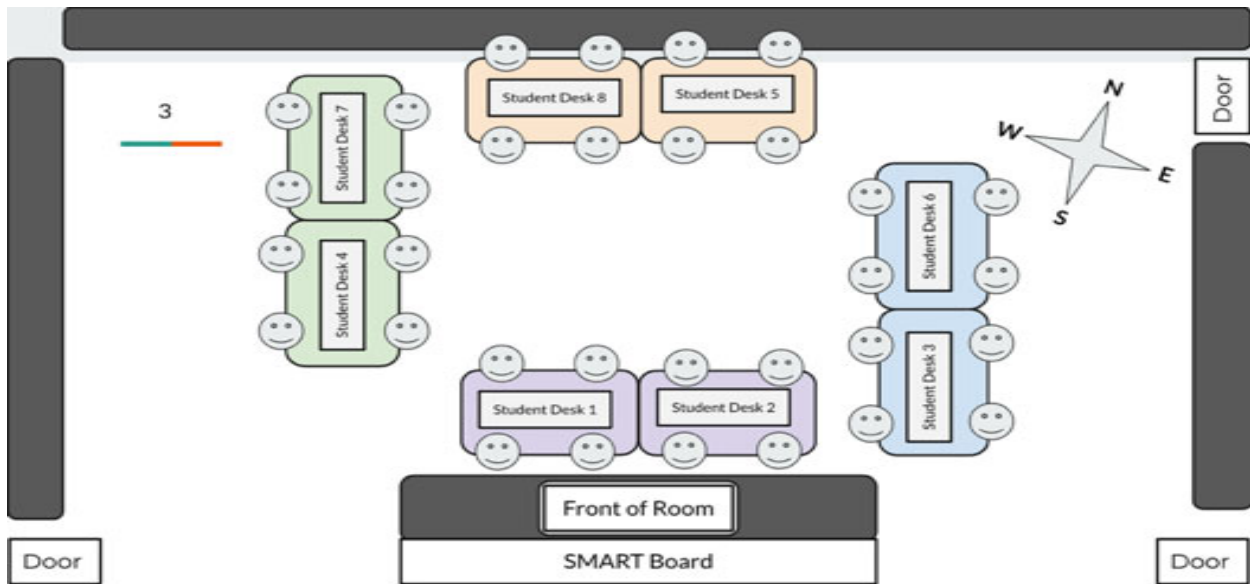 Door
3
Student Desk 7
Student Desk 8
Student Desk 5
N
W
E
S
Student Desk 4
Student Desk 6
Student Desk 1
Student Desk 2
Student Desk 3
Front of Room
SMART Board
Door
Door